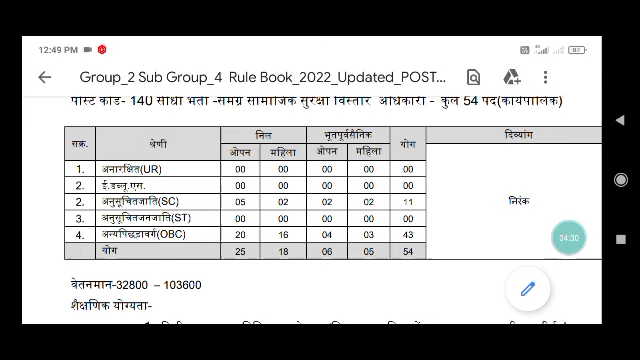 12:49 PM 87
Group_2 Sub Group_4 Rule Book_2022_Updated_POST...
पोस्ट कोड- 140 सीधी भर्ती -समग्र सामाजिक सुरक्षा विस्तार अधिकारी - कुल 54 पद(कार्यपालिक)
सक्र. श्रेणी निल भूतपूर्वसैनिक योग दिव्यांग
ओपन महिला ओपन महिला
1. अनारक्षित(UR) 00 00 00 00 00
2. ई.डब्लू.एस. 00 00 00 00 00
2. अनुसूचितजाति(SC) 05 02 02 02 11 निरंक
3. अनुसूचितजनजाति(ST) 00 00 00 00 00
4. अन्यपिछड़ावर्ग(OBC) 20 16 04 03 43
योग 25 18 06 05 54
04:30
वेतनमान-32800 – 103600
शैक्षणिक योग्यता-